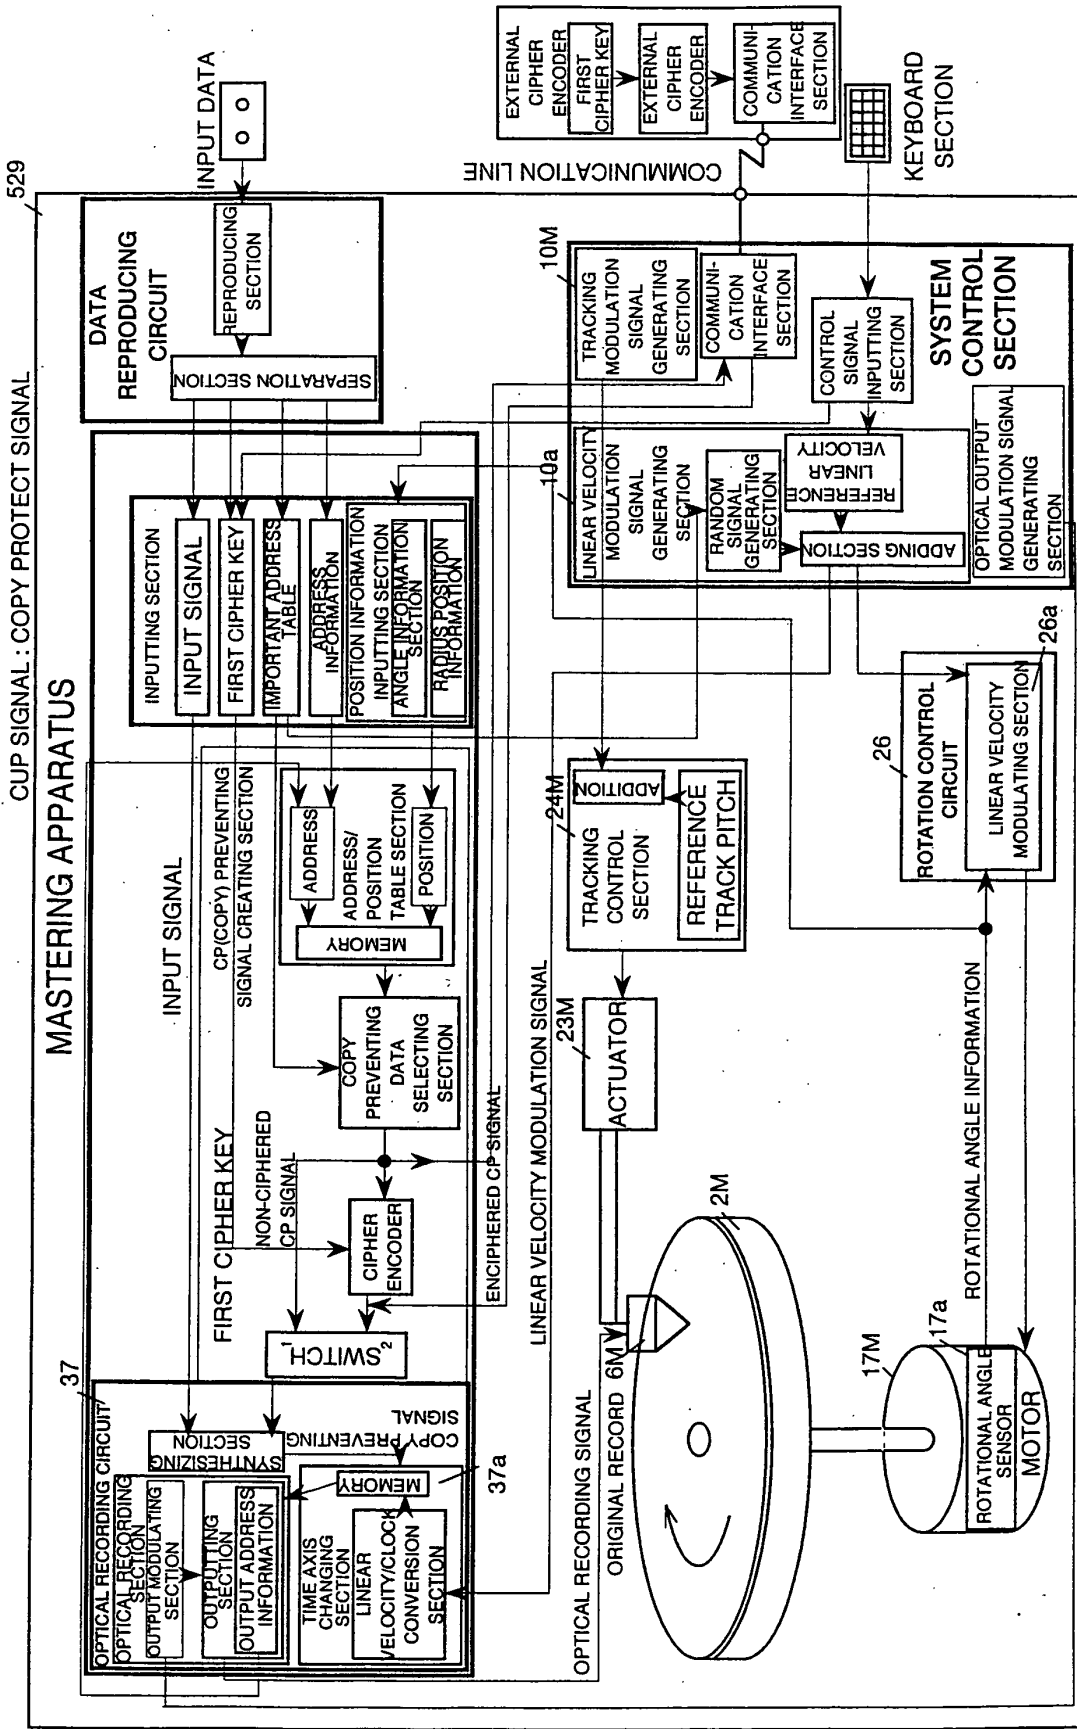 CUP SIGNAL : COPY PROTECT SIGNAL
529
MASTERING APPARATUS
INPUT DATA
DATA
REPRODUCING
CIRCUIT
REPRODUCING
SECTION
SEPARATION SECTION
EXTERNAL
CIPHER
ENCODER
FIRST
CIPHER KEY
EXTERNAL
CIPHER
ENCODER
COMMUNI-
CATION
INTERFACE
SECTION
COMMUNICATION LINE
KEYBOARD
SECTION
INPUTTING SECTION
INPUT SIGNAL
FIRST CIPHER KEY
IMPORTANT ADDRESS
TABLE
ADDRESS
INFORMATION
POSITION INFORMATION
INPUTTING SECTION
ANGLE INFORMATION
SECTION
RADIUS POSITION
INFORMATION
INPUT SIGNAL
CP(COPY) PREVENTING
SIGNAL CREATING SECTION
ADDRESS
ADDRESS/
POSITION
TABLE SECTION
POSITION
MEMORY
COPY
PREVENTING
DATA
SELECTING
SECTION
FIRST CIPHER KEY
NON-CIPHERED
CP SIGNAL
CIPHER
ENCODER
ENCIPHERED CP SIGNAL
1
SWITCH
2
37
OPTICAL RECORDING CIRCUIT
OPTICAL RECORDING
SECTION
OUTPUT MODULATING
SECTION
OUTPUTTING
SECTION
OUTPUT ADDRESS
INFORMATION
SYNTHESIZING
SECTION
COPY PREVENTING
SIGNAL
37a
TIME AXIS
CHANGING
SECTION
MEMORY
LINEAR
VELOCITY/CLOCK
CONVERSION
SECTION
10M
TRACKING
MODULATION
SIGNAL
GENERATING
SECTION
COMMUNI-
CATION
INTERFACE
SECTION
CONTROL
SIGNAL
INPUTTING
SECTION
SYSTEM
CONTROL
SECTION
10a
LINEAR VELOCITY
MODULATION
SIGNAL
GENERATING
SECTION
RANDOM
SIGNAL
GENERATING
SECTION
REFERENCE
LINEAR
VELOCITY
ADDING SECTION
OPTICAL OUTPUT
MODULATION SIGNAL
GENERATING
SECTION
24M
TRACKING
CONTROL
SECTION
ADDITION
REFERENCE
TRACK PITCH
26
ROTATION CONTROL
CIRCUIT
26a
LINEAR VELOCITY
MODULATING SECTION
LINEAR VELOCITY MODULATION SIGNAL
23M
ACTUATOR
OPTICAL RECORDING SIGNAL
ORIGINAL RECORD
6M
2M
ROTATIONAL ANGLE INFORMATION
17M
17a
ROTATIONAL ANGLE
SENSOR
MOTOR